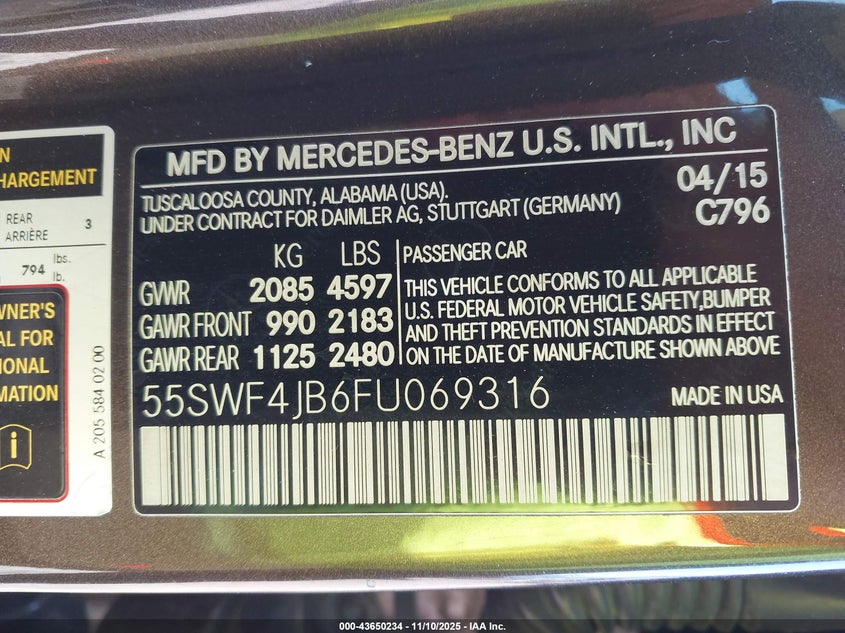 N
HARGEMENT
REAR
ARRIÈRE 3
794 lbs.
lb.
WNER'S
AL FOR
IONAL
MATION
A 205 584 02 00
MFD BY MERCEDES-BENZ U.S. INTL., INC
TUSCALOOSA COUNTY, ALABAMA (USA). 04/15
UNDER CONTRACT FOR DAIMLER AG, STUTTGART (GERMANY) C796
KG LBS PASSENGER CAR
GVWR 2085 4597 THIS VEHICLE CONFORMS TO ALL APPLICABLE
U.S. FEDERAL MOTOR VEHICLE SAFETY,BUMPER
GAWR FRONT 990 2183 AND THEFT PREVENTION STANDARDS IN EFFECT
GAWR REAR 1125 2480 ON THE DATE OF MANUFACTURE SHOWN ABOVE
55SWF4JB6FU069316 MADE IN USA
000-43650234 - 11/10/2025 - IAA Inc.